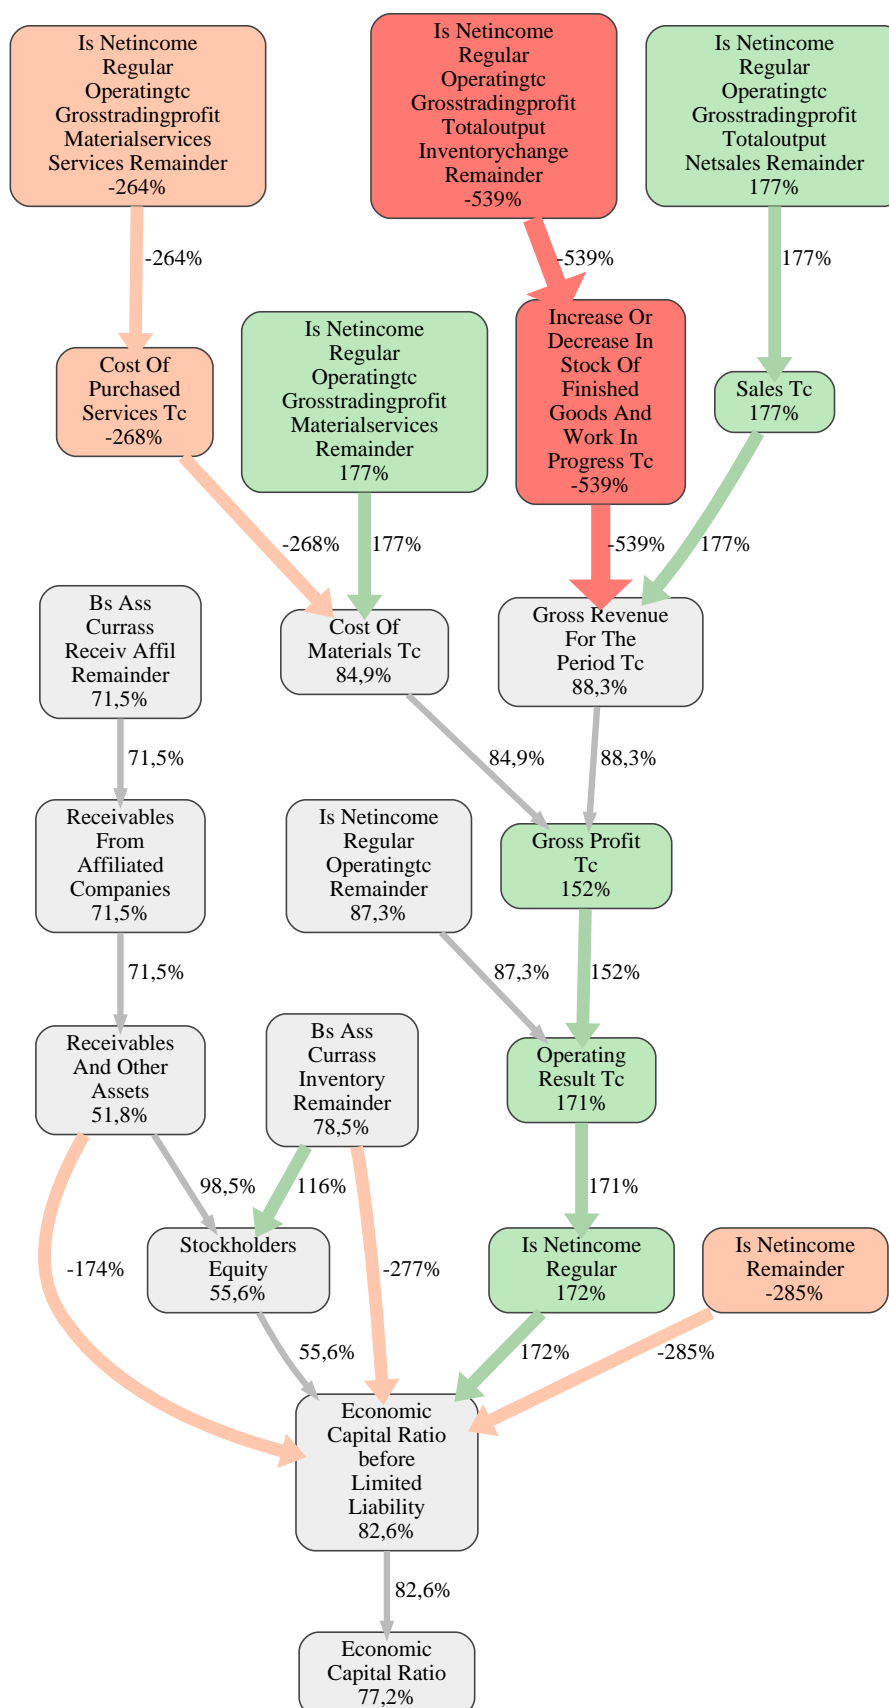 Is Netincome
Regular
Operatingtc
Grosstradingprofit
Materialservices
Services Remainder
-264%
Is Netincome
Regular
Operatingtc
Grosstradingprofit
Totaloutput
Inventorychange
Remainder
-539%
Is Netincome
Regular
Operatingtc
Grosstradingprofit
Totaloutput
Netsales Remainder
177%
-264%
-539%
177%
Cost Of
Purchased
Services Tc
-268%
Is Netincome
Regular
Operatingtc
Grosstradingprofit
Materialservices
Remainder
177%
Increase Or
Decrease In
Stock Of
Finished
Goods And
Work In
Progress Tc
-539%
Sales Tc
177%
-268%
177%
-539%
177%
Bs Ass
Currass
Receiv Affil
Remainder
71,5%
Cost Of
Materials Tc
84,9%
Gross Revenue
For The
Period Tc
88,3%
71,5%
84,9%
88,3%
Receivables
From
Affiliated
Companies
71,5%
Is Netincome
Regular
Operatingtc
Remainder
87,3%
Gross Profit
Tc
152%
71,5%
87,3%
152%
Receivables
And Other
Assets
51,8%
Bs Ass
Currass
Inventory
Remainder
78,5%
Operating
Result Tc
171%
98,5%
116%
171%
-174%
Stockholders
Equity
55,6%
-277%
Is Netincome
Regular
172%
Is Netincome
Remainder
-285%
55,6%
172%
-285%
Economic
Capital Ratio
before
Limited
Liability
82,6%
82,6%
Economic
Capital Ratio
77,2%